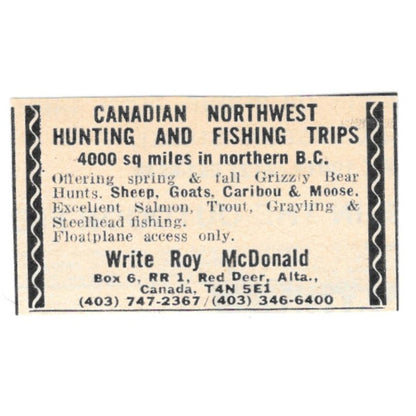 CANADIAN NORTHWEST
HUNTING AND FISHING TRIPS
4000 sq miles in northern B.C.
Offering spring & fall Grizzly Bear
Hunts. Sheep, Goats, Caribou & Moose.
Excellent Salmon, Trout, Grayling &
Steelhead fishing.
Floatplane access only.
Write Roy McDonald
Box 6, RR 1, Red Deer, Alta.,
Canada, T4N 5E1
(403) 747-2367/(403) 346-6400